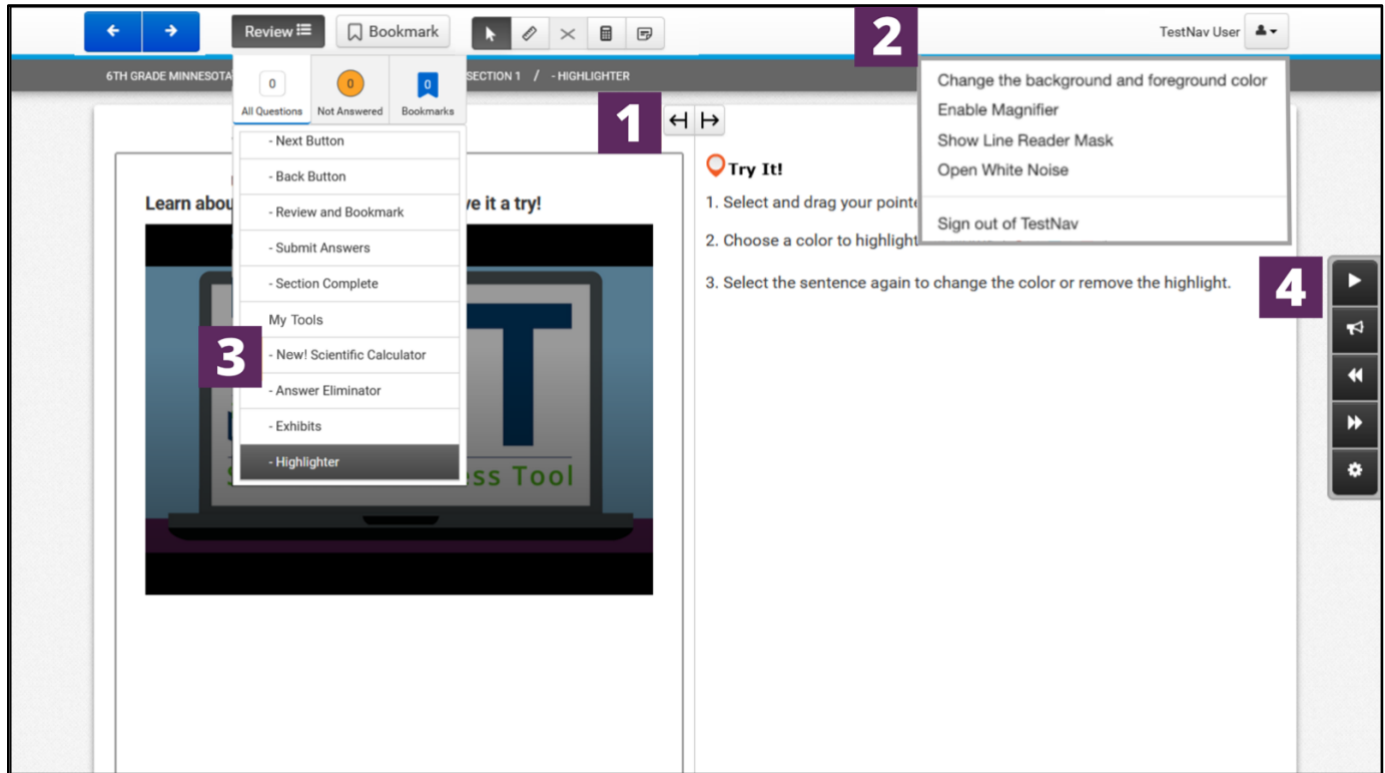 Review
Bookmark
2
TestNav User
6TH GRADE MINNESOTA
SECTION 1 / - HIGHLIGHTER
0
0
0
All Questions
Not Answered
Bookmarks
- Next Button
- Back Button
- Review and Bookmark
- Submit Answers
- Section Complete
My Tools
- New! Scientific Calculator
- Answer Eliminator
- Exhibits
- Highlighter
3
Learn abou
ve it a try!
T
S
ess Tool
1
Try It!
1. Select and drag your pointe
2. Choose a color to highlight
3. Select the sentence again to change the color or remove the highlight.
Change the background and foreground color
Enable Magnifier
Show Line Reader Mask
Open White Noise
Sign out of TestNav
4